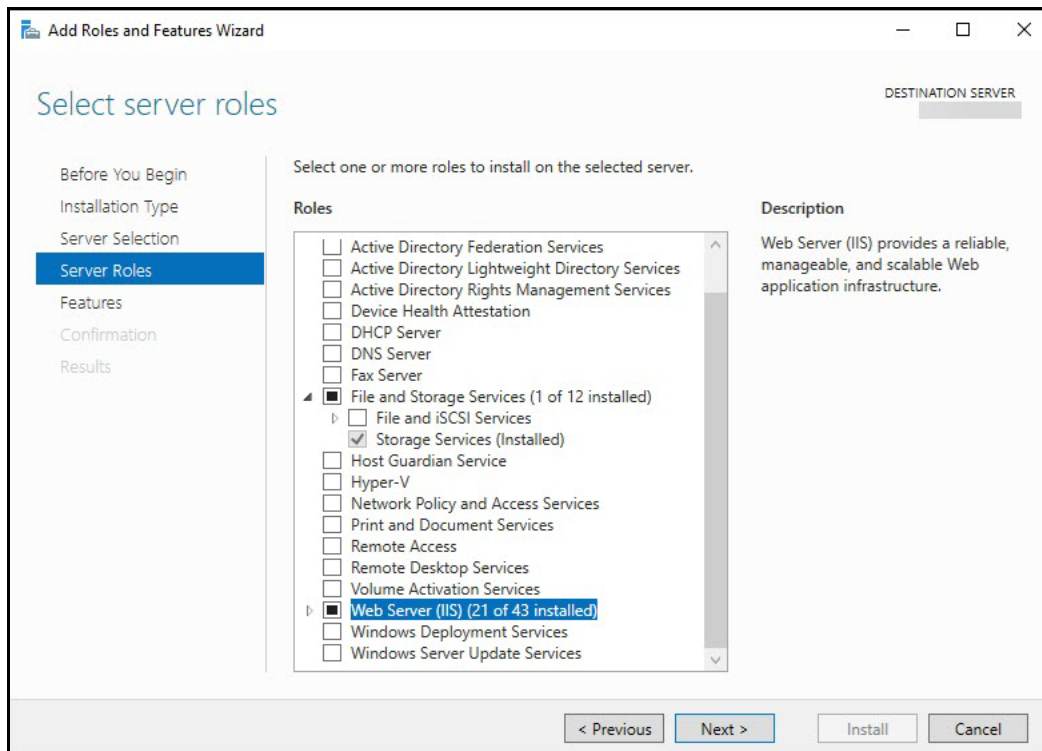 Add Roles and Features Wizard
Select server roles
DESTINATION SERVER
Before You Begin
Installation Type
Server Selection
Server Roles
Features
Confirmation
Results
Select one or more roles to install on the selected server.
Roles
Active Directory Federation Services
Active Directory Lightweight Directory Services
Active Directory Rights Management Services
Device Health Attestation
DHCP Server
DNS Server
Fax Server
File and Storage Services (1 of 12 installed)
File and iSCSI Services
Storage Services (Installed)
Host Guardian Service
Hyper-V
Network Policy and Access Services
Print and Document Services
Remote Access
Remote Desktop Services
Volume Activation Services
Web Server (IIS) (21 of 43 installed)
Windows Deployment Services
Windows Server Update Services
Description
Web Server (IIS) provides a reliable,
manageable, and scalable Web
application infrastructure.
< Previous
Next >
Install
Cancel